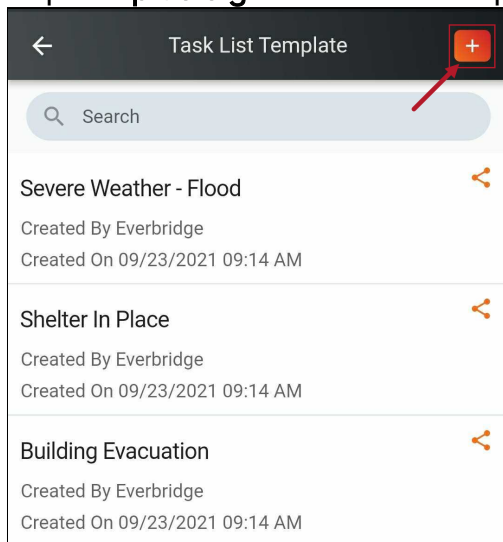 Task List Template
+
Search
Severe Weather - Flood
Created By Everbridge
Created On 09/23/2021 09:14 AM
Shelter In Place
Created By Everbridge
Created On 09/23/2021 09:14 AM
Building Evacuation
Created By Everbridge
Created On 09/23/2021 09:14 AM